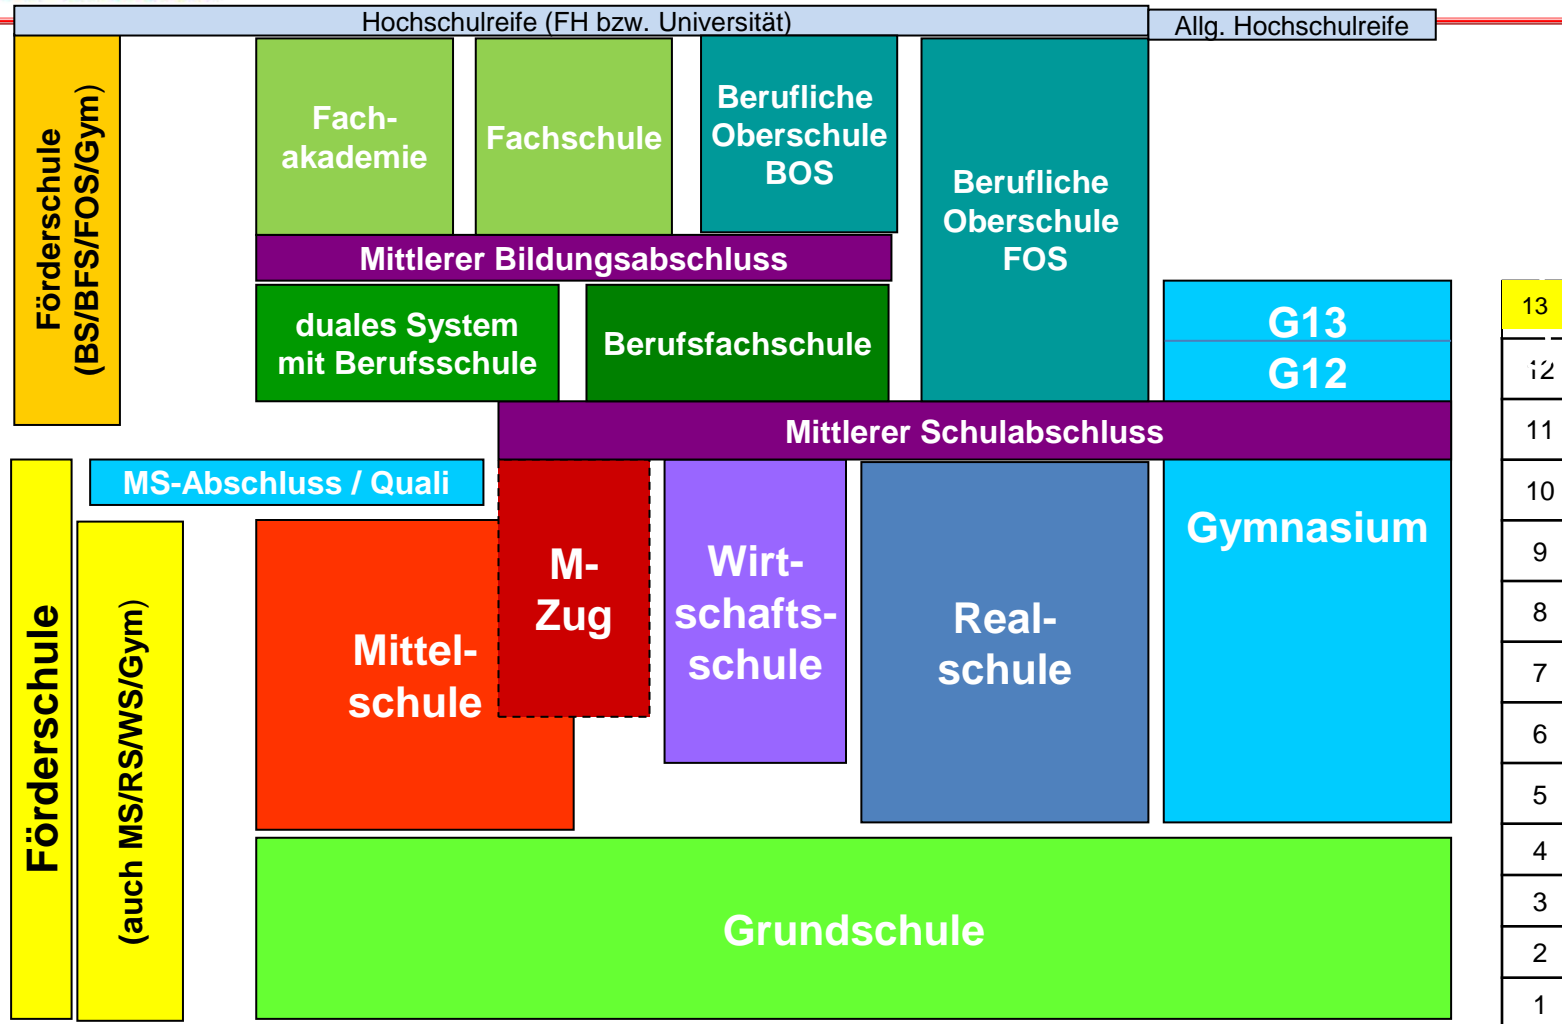 Hochschulreife (FH bzw. Universität)
Allg. Hochschulreife
Förderschule
(BS/BFS/FOS/Gym)
Fach-
akademie
Fachschule
Berufliche
Oberschule
BOS
Berufliche
Oberschule
FOS
Mittlerer Bildungsabschluss
duales System
mit Berufsschule
Berufsfachschule
G13
G12
Mittlerer Schulabschluss
MS-Abschluss / Quali
Förderschule
(auch MS/RS/WS/Gym)
Mittel-
schule
M-
Zug
Wirt-
schafts-
schule
Real-
schule
Gymnasium
Grundschule
13
12
11
10
9
8
7
6
5
4
3
2
1